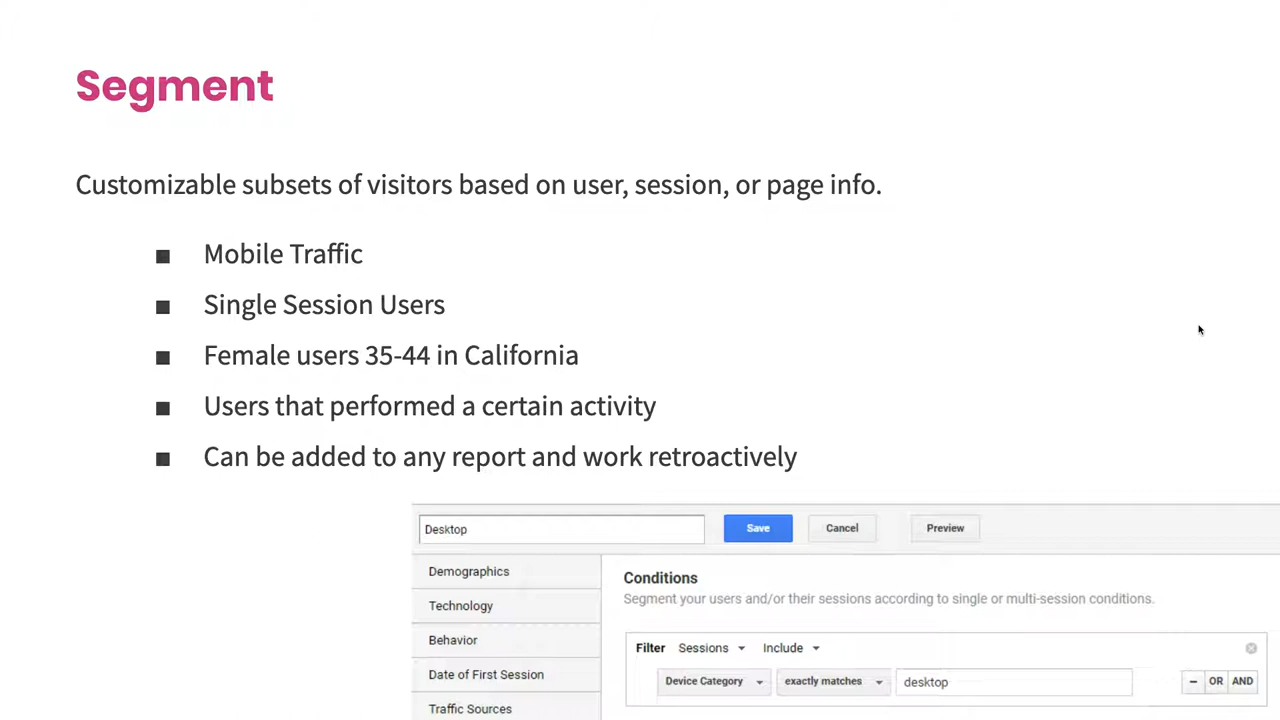 Segment
Customizable subsets of visitors based on user, session, or page info.
■ Mobile Traffic
■ Single Session Users
■ Female users 35-44 in California
■ Users that performed a certain activity
■ Can be added to any report and work retroactively
Desktop Save Cancel Preview
Demographics
Technology
Behavior
Date of First Session
Traffic Sources
Conditions
Segment your users and/or their sessions according to single or multi-session conditions.
Filter Sessions Include
Device Category exactly matches desktop – OR AND